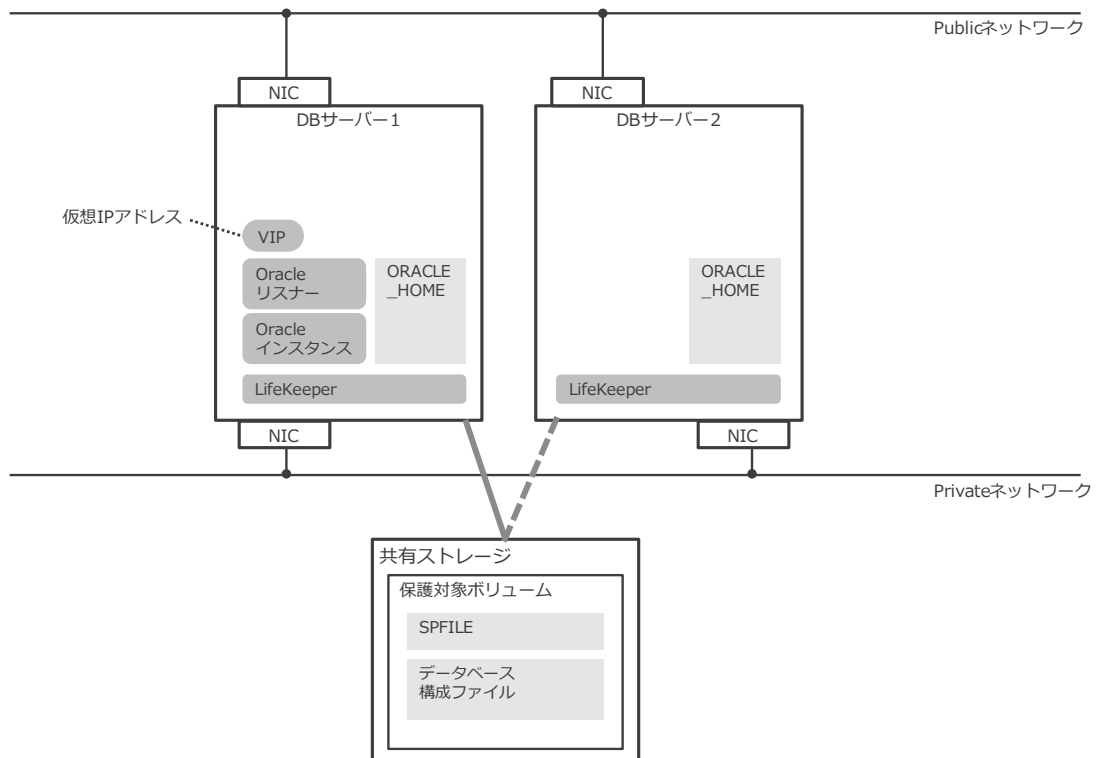 Publicネットワーク
NIC
NIC
DBサーバー1
DBサーバー2
仮想IPアドレス
VIP
Oracle
リスナー
ORACLE
_HOME
ORACLE
_HOME
Oracle
インスタンス
LifeKeeper
LifeKeeper
NIC
NIC
Privateネットワーク
共有ストレージ
保護対象ボリューム
SPFILE
データベース
構成ファイル